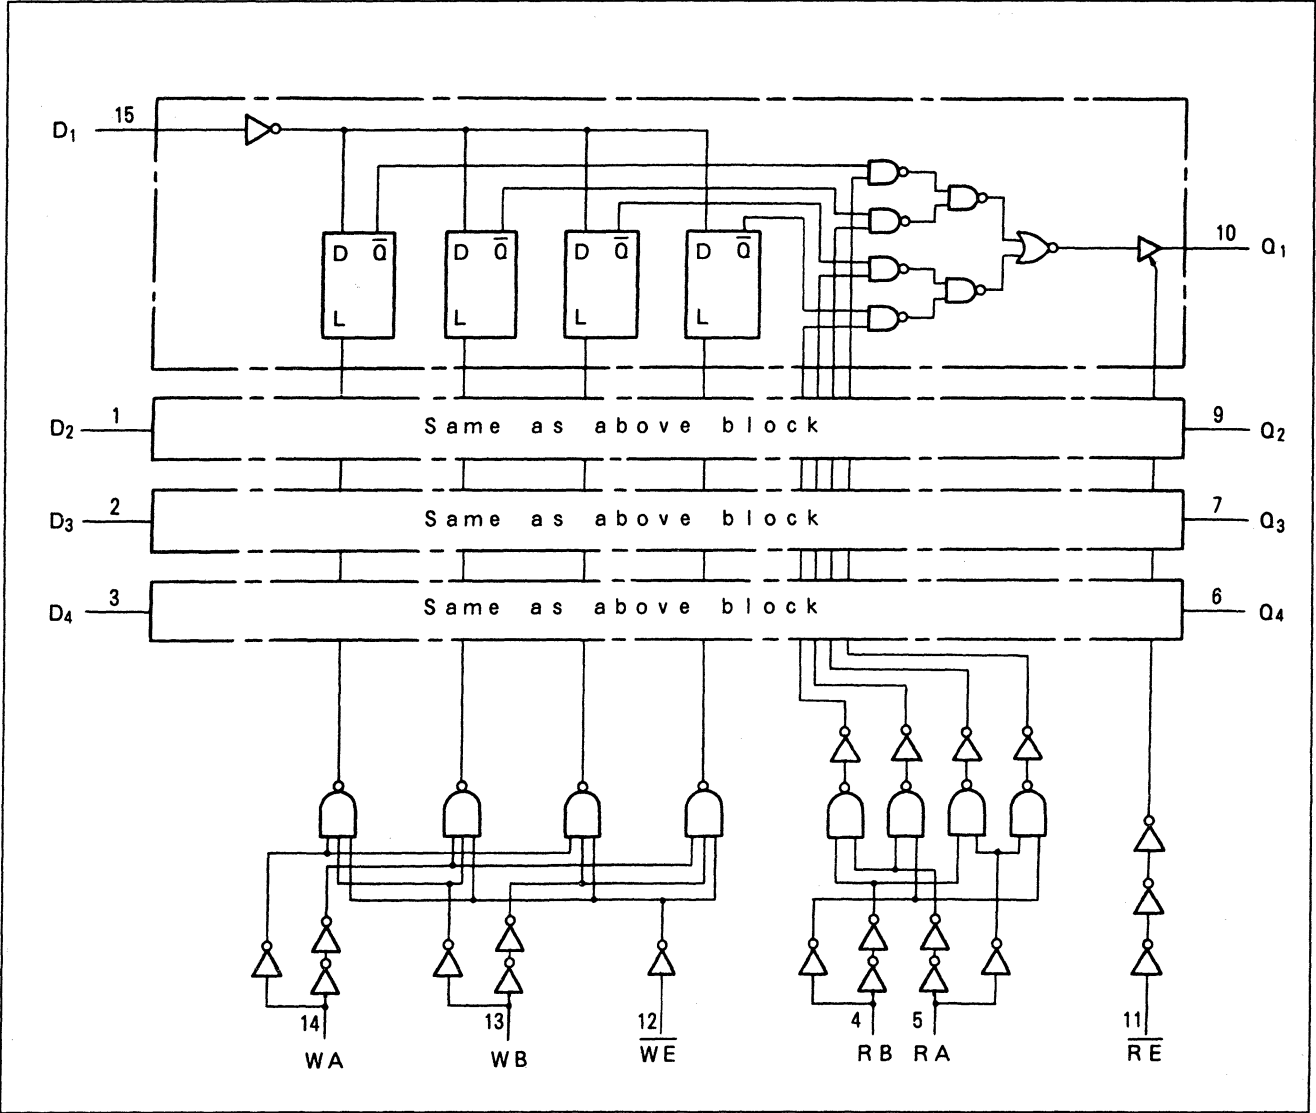 15
D1
10
Q1
D Q̅ D Q̅ D Q̅ D Q̅
L L L L
D2 1 Same as above block 9 Q2
D3 2 Same as above block 7 Q3
D4 3 Same as above block 6 Q4
14 13 12 4 5 11
WA WB W̅E̅ RB RA R̅E̅